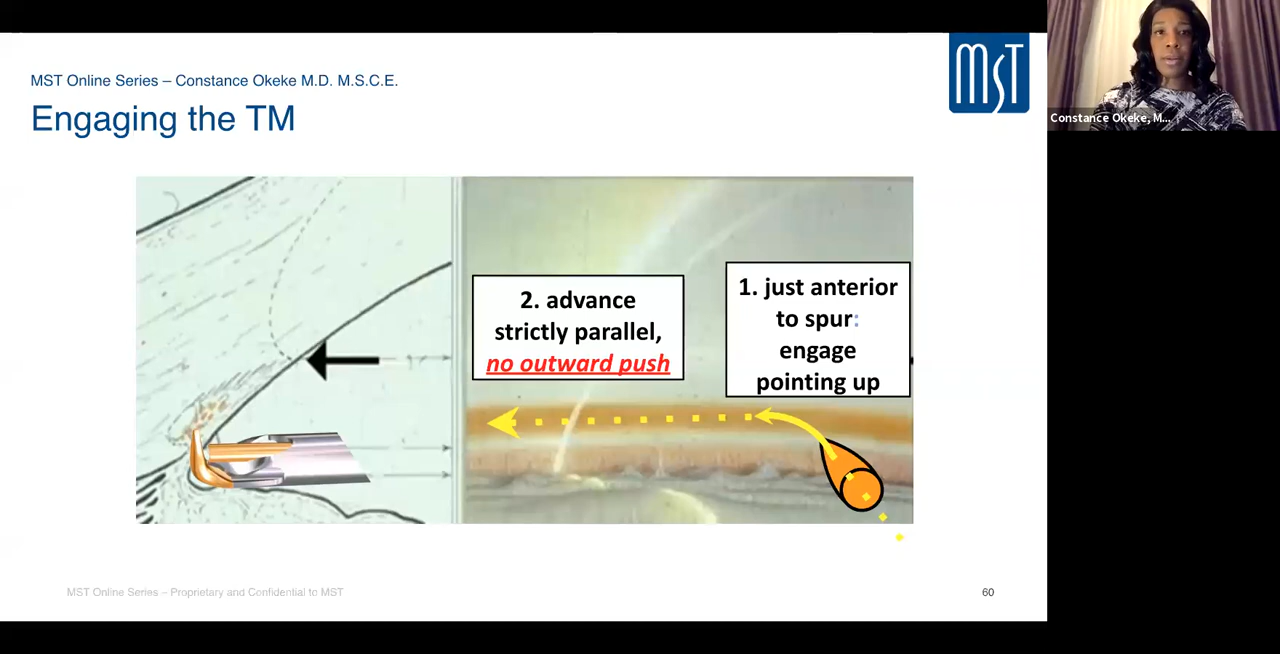 MST Online Series – Constance Okeke M.D. M.S.C.E.
Engaging the TM
MST
Constance Okeke, M...
2. advance
strictly parallel,
no outward push
1. just anterior
to spur:
engage
pointing up
MST Online Series – Proprietary and Confidential to MST
60